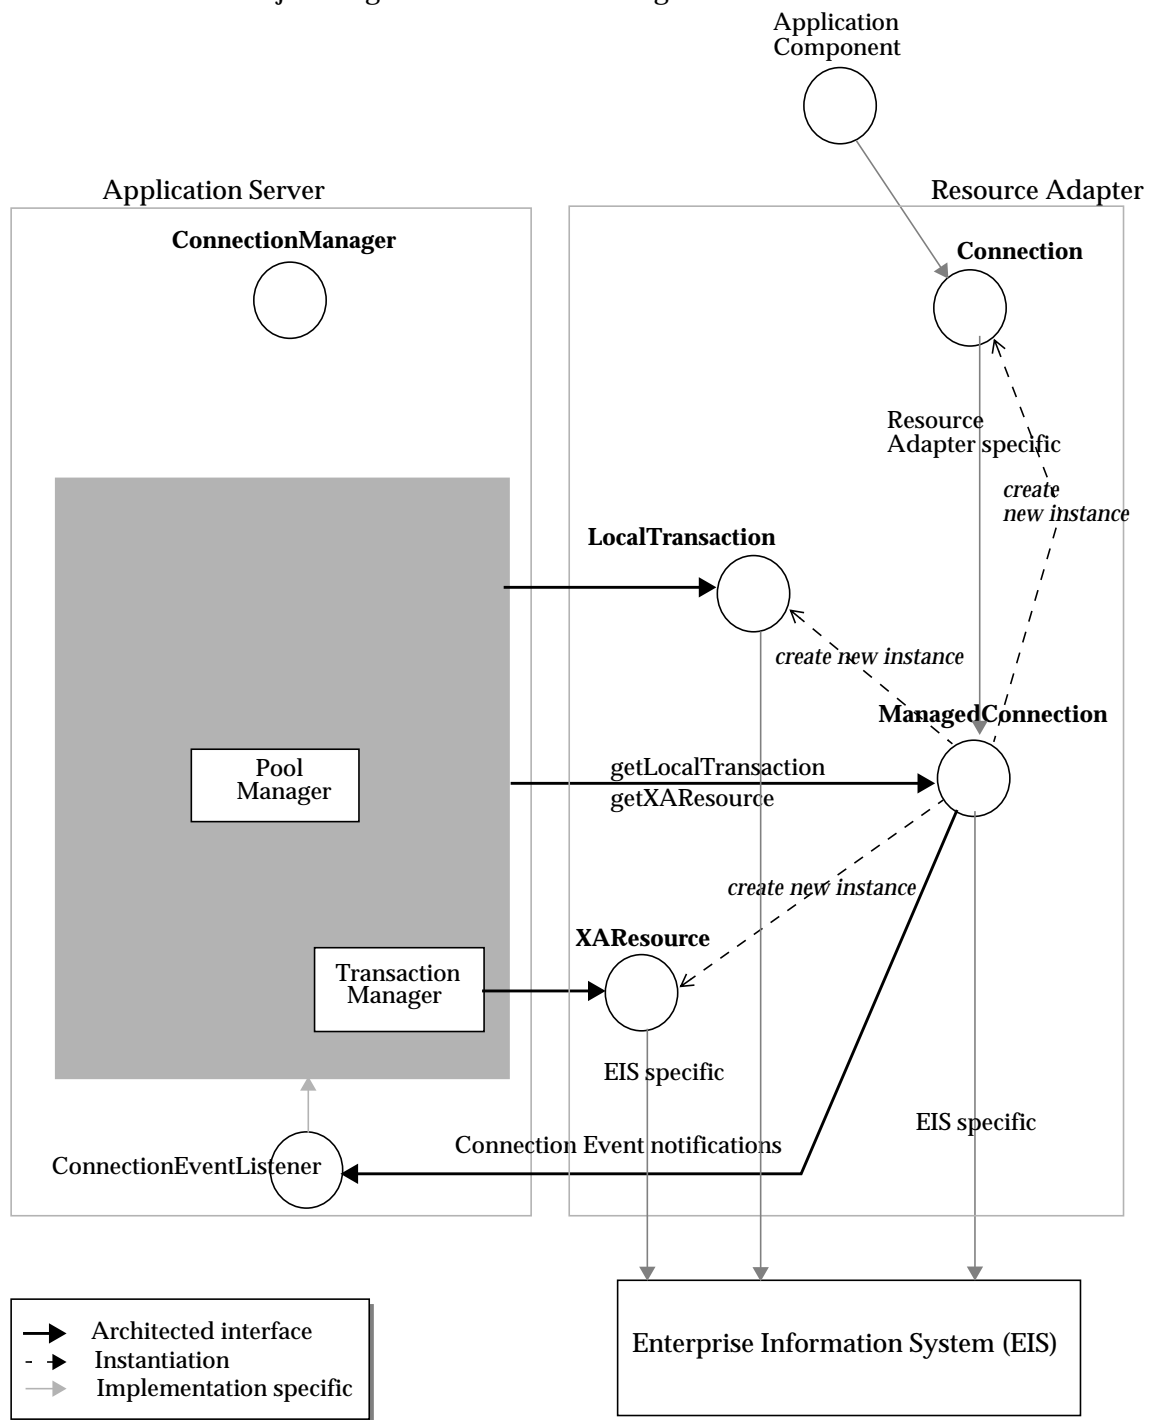 Application
Component
Application Server
Resource Adapter
ConnectionManager
Connection
Resource
Adapter specific
create
new instance
LocalTransaction
create new instance
ManagedConnection
Pool
Manager
getLocalTransaction
getXAResource
create new instance
XAResource
Transaction
Manager
EIS specific
EIS specific
Connection Event notifications
ConnectionEventListener
Architected interface
Instantiation
Implementation specific
Enterprise Information System (EIS)